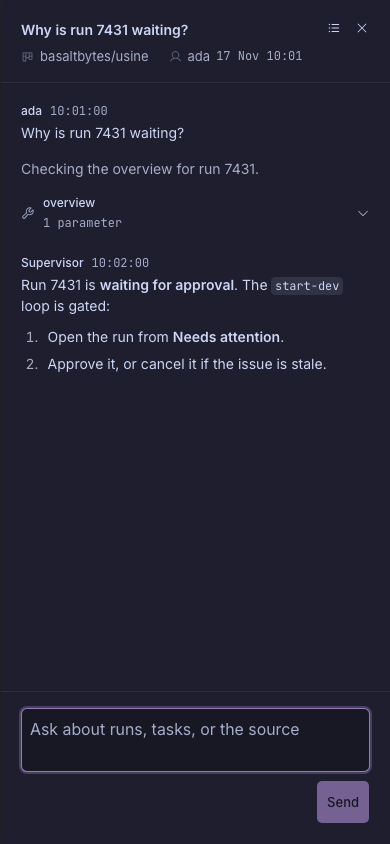 Why is run 7431 waiting?
basaltbytes/usine ada 17 Nov 10:01
ada 10:01:00
Why is run 7431 waiting?
Checking the overview for run 7431.
overview
1 parameter
Supervisor 10:02:00
Run 7431 is waiting for approval. The start-dev
loop is gated:
1. Open the run from Needs attention.
2. Approve it, or cancel it if the issue is stale.
Ask about runs, tasks, or the source
Send